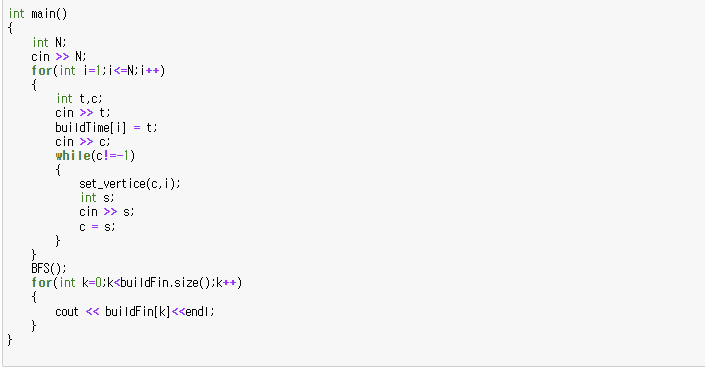 int main()
{
    int N;
    cin >> N;
    for(int i=1;i<=N;i++)
    {
        int t,c;
        cin >> t;
        buildTime[i] = t;
        cin >> c;
        while(c!=-1)
        {
            set_vertice(c,i);
            int s;
            cin >> s;
            c = s;
        }
    }
    BFS();
    for(int k=0;k<buildFin.size();k++)
    {
        cout << buildFin[k]<<endl;
    }
}